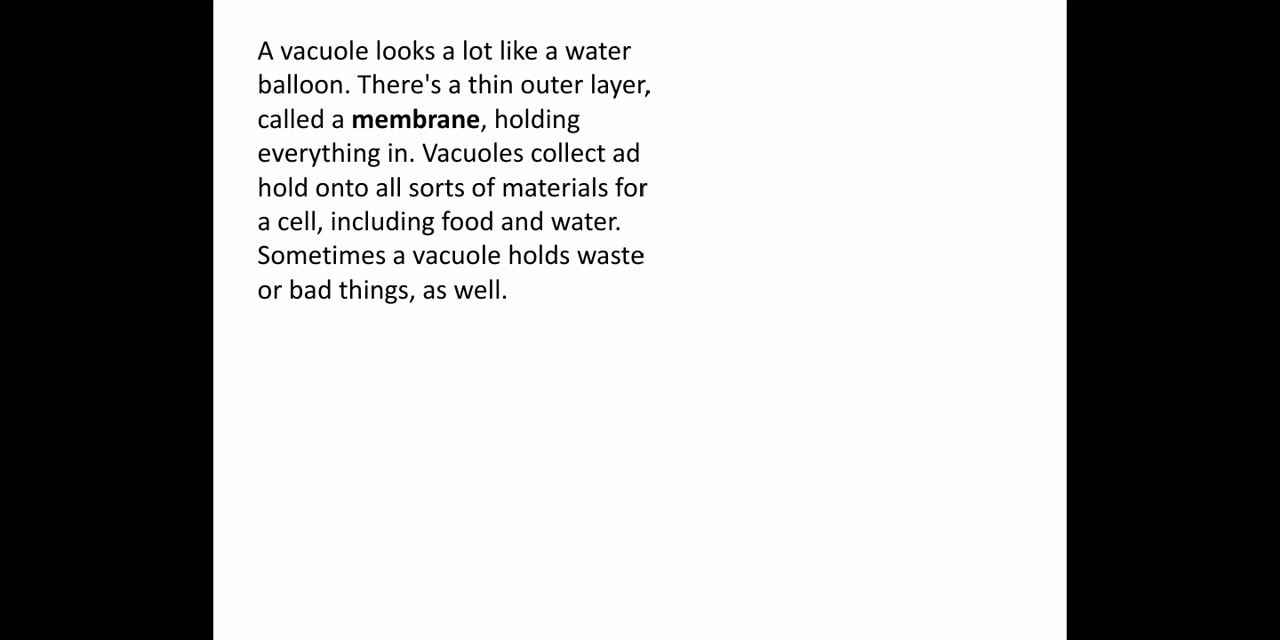 A vacuole looks a lot like a water
balloon. There's a thin outer layer,
called a membrane, holding
everything in. Vacuoles collect ad
hold onto all sorts of materials for
a cell, including food and water.
Sometimes a vacuole holds waste
or bad things, as well.